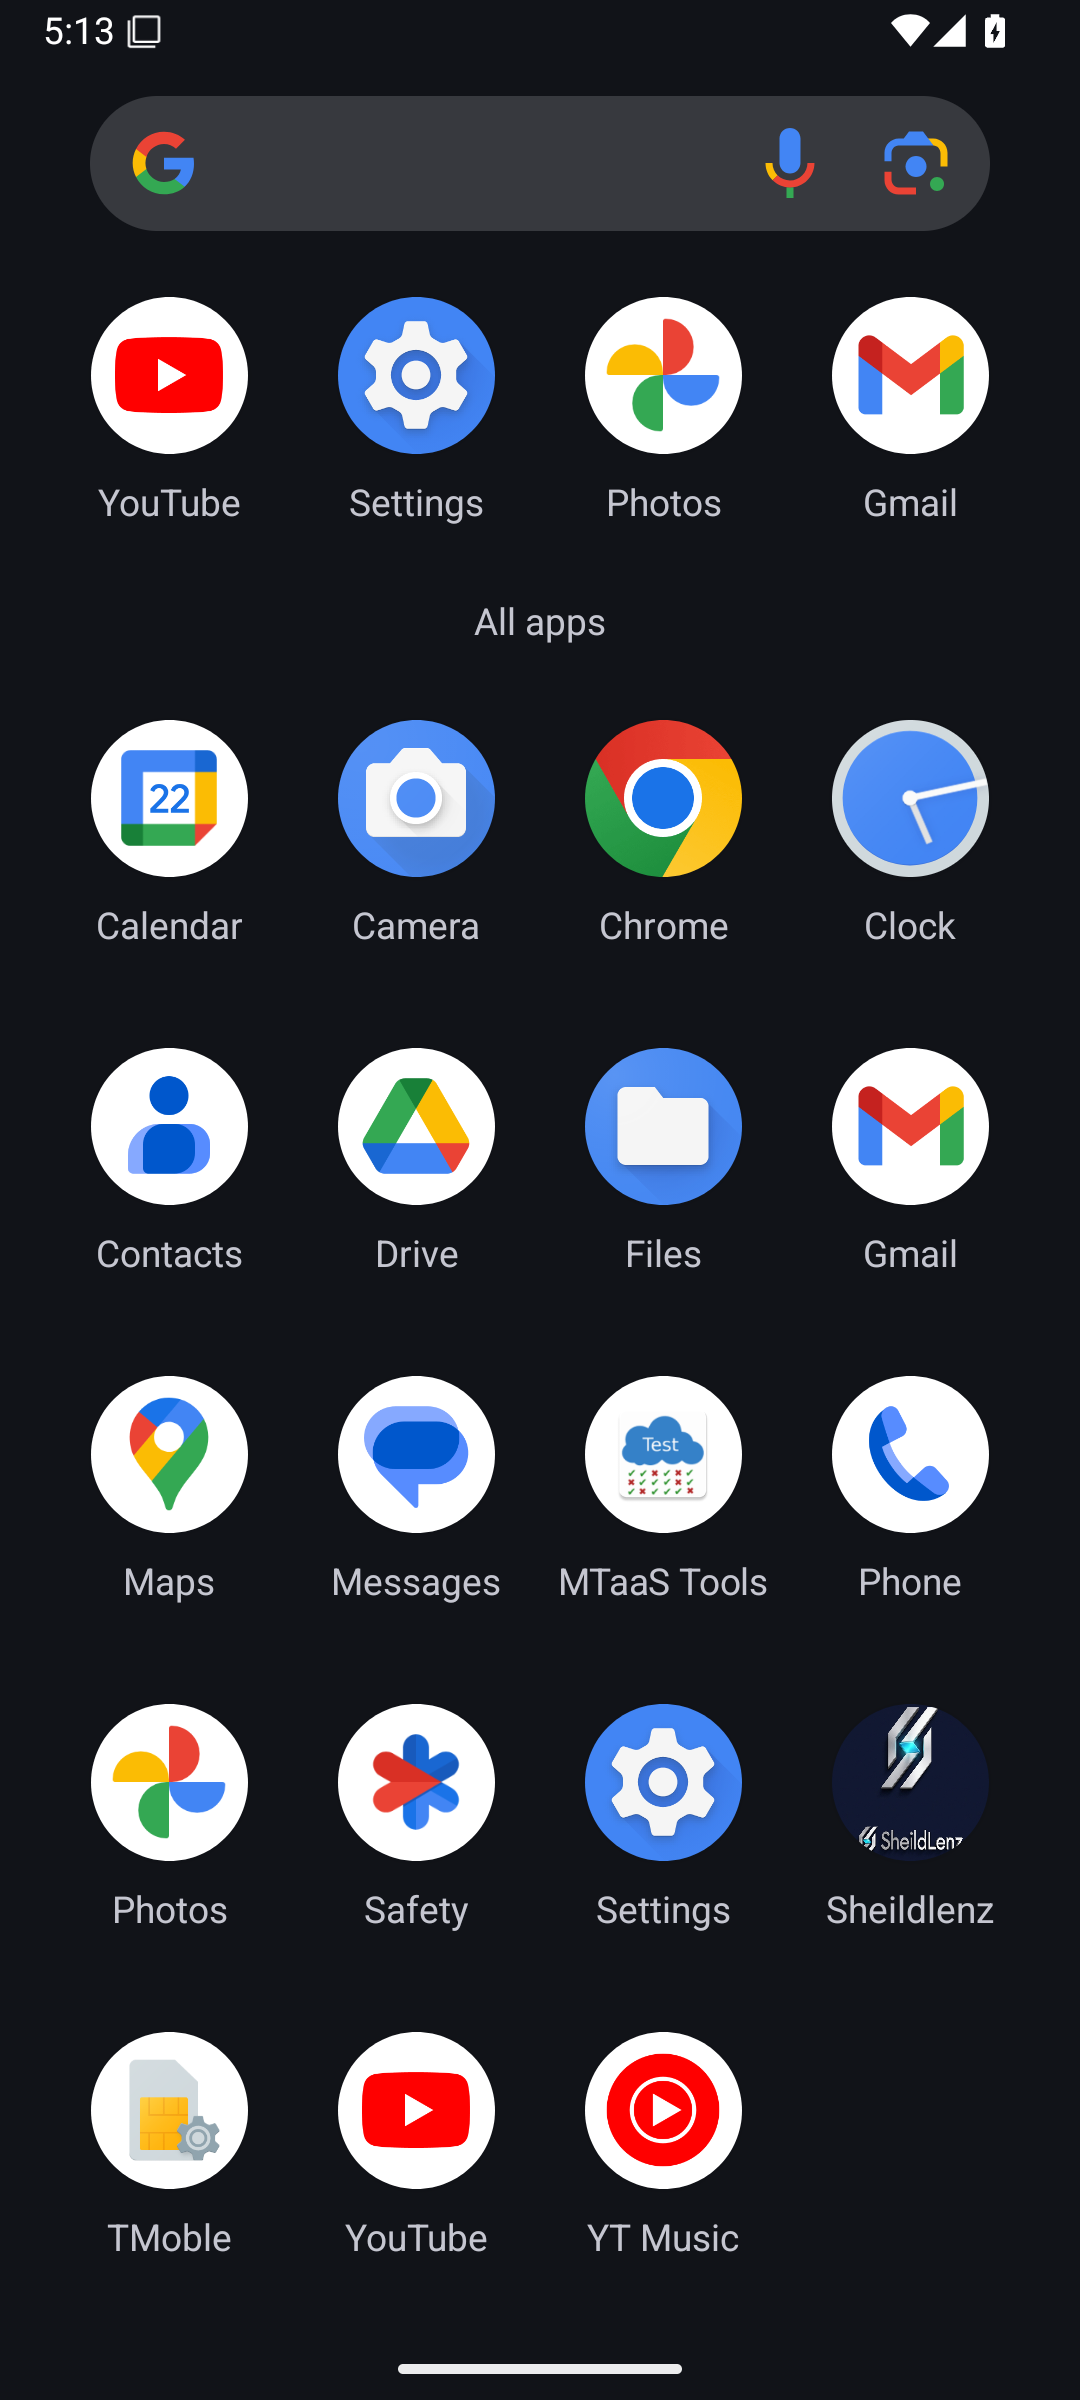 5:13
YouTube Settings Photos Gmail
All apps
22
Calendar Camera Chrome Clock
Contacts Drive Files Gmail
Test
Maps Messages MTaaS Tools Phone
SheildLenz
Photos Safety Settings Sheildlenz
TMoble YouTube YT Music